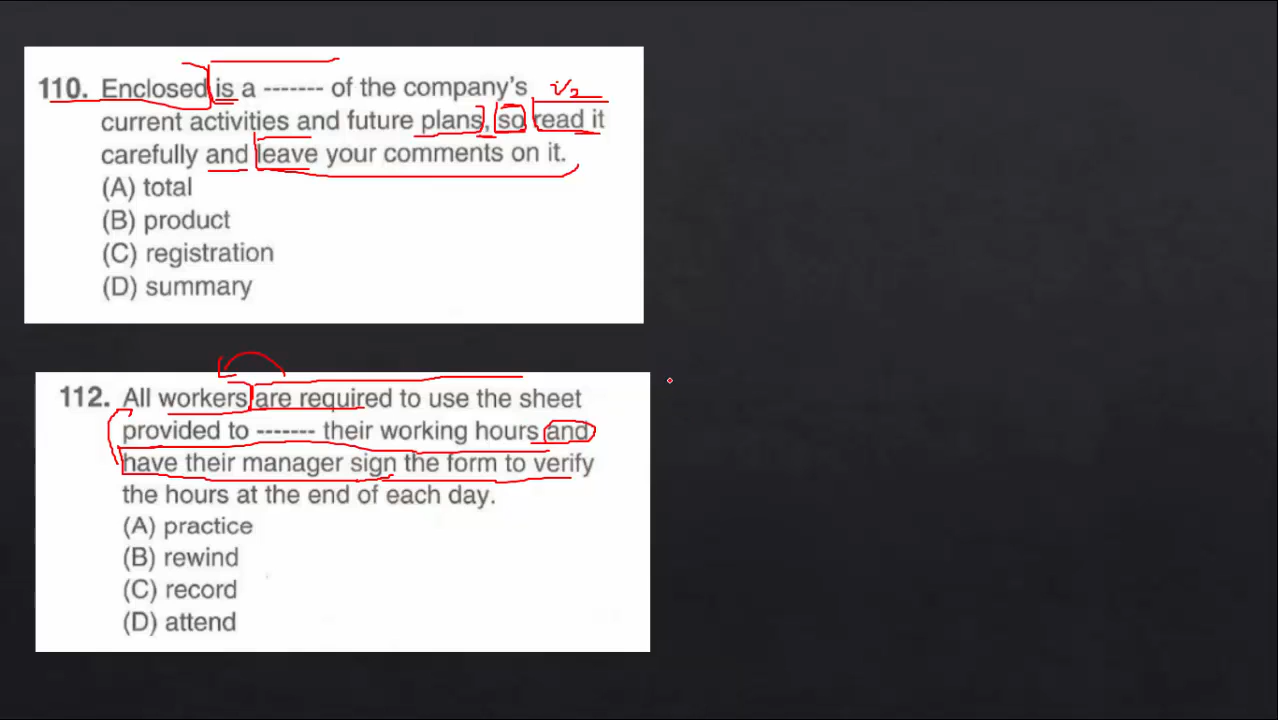 110. Enclosed is a ------- of the company's
current activities and future plans, so read it
carefully and leave your comments on it.
(A) total
(B) product
(C) registration
(D) summary
112. All workers are required to use the sheet
provided to ------- their working hours and
have their manager sign the form to verify
the hours at the end of each day.
(A) practice
(B) rewind
(C) record
(D) attend